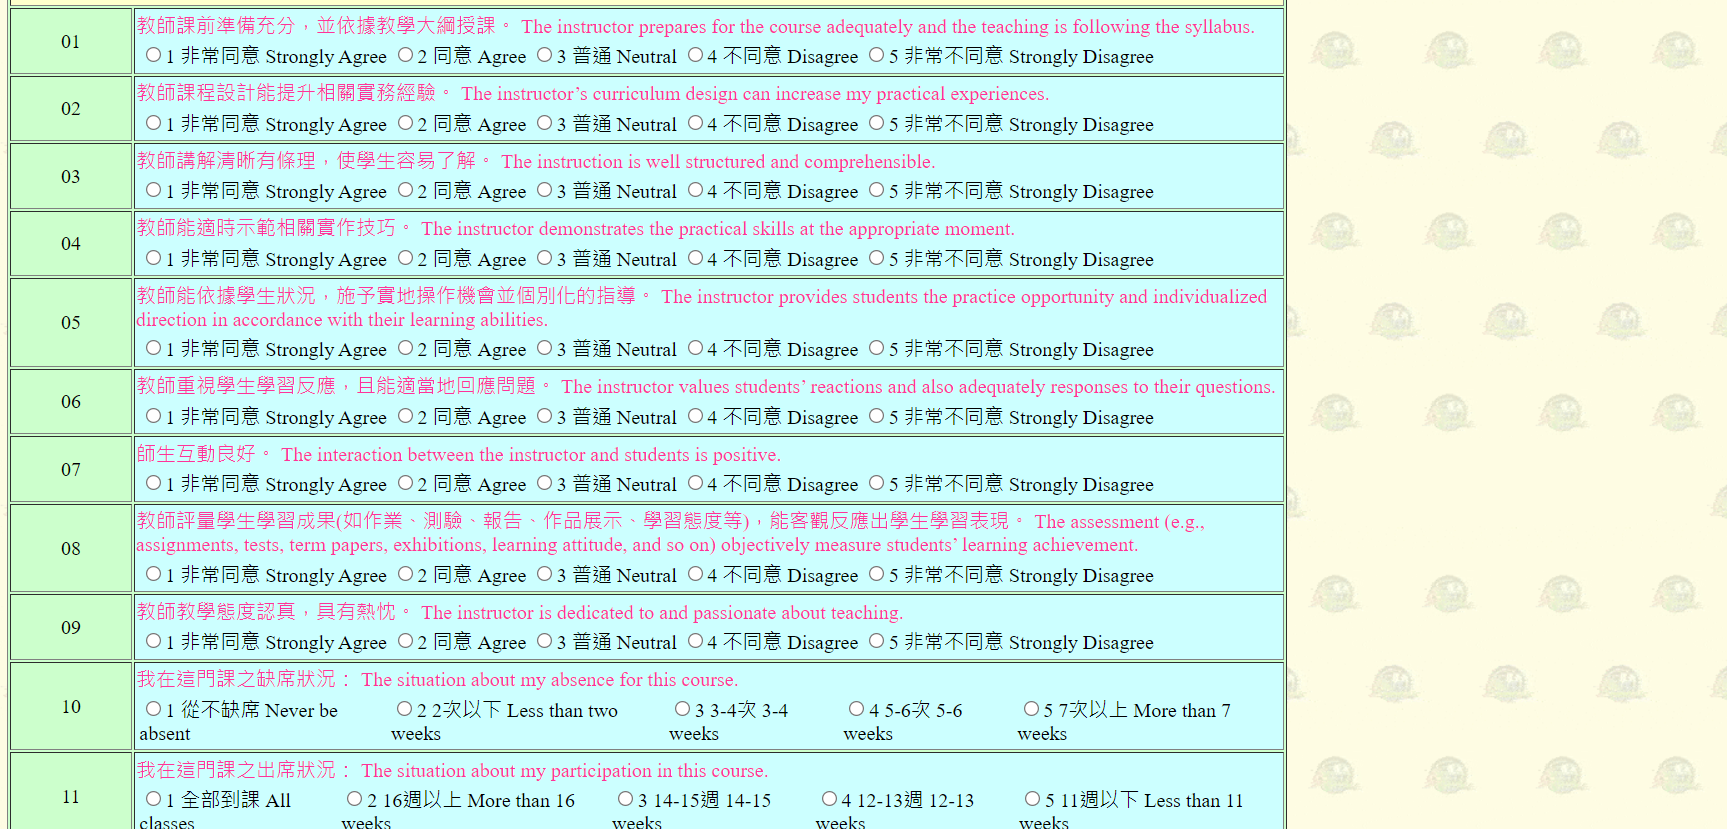 01
教師課前準備充分，並依據教學大綱授課。 The instructor prepares for the course adequately and the teaching is following the syllabus.
1 非常同意 Strongly Agree 2 同意 Agree 3 普通 Neutral 4 不同意 Disagree 5 非常不同意 Strongly Disagree
02
教師課程設計能提升相關實務經驗。 The instructor’s curriculum design can increase my practical experiences.
1 非常同意 Strongly Agree 2 同意 Agree 3 普通 Neutral 4 不同意 Disagree 5 非常不同意 Strongly Disagree
03
教師講解清晰有條理，使學生容易了解。 The instruction is well structured and comprehensible.
1 非常同意 Strongly Agree 2 同意 Agree 3 普通 Neutral 4 不同意 Disagree 5 非常不同意 Strongly Disagree
04
教師能適時示範相關實作技巧。 The instructor demonstrates the practical skills at the appropriate moment.
1 非常同意 Strongly Agree 2 同意 Agree 3 普通 Neutral 4 不同意 Disagree 5 非常不同意 Strongly Disagree
05
教師能依據學生狀況，施予實地操作機會並個別化的指導。 The instructor provides students the practice opportunity and individualized
direction in accordance with their learning abilities.
1 非常同意 Strongly Agree 2 同意 Agree 3 普通 Neutral 4 不同意 Disagree 5 非常不同意 Strongly Disagree
06
教師重視學生學習反應，且能適當地回應問題。 The instructor values students’ reactions and also adequately responses to their questions.
1 非常同意 Strongly Agree 2 同意 Agree 3 普通 Neutral 4 不同意 Disagree 5 非常不同意 Strongly Disagree
07
師生互動良好。 The interaction between the instructor and students is positive.
1 非常同意 Strongly Agree 2 同意 Agree 3 普通 Neutral 4 不同意 Disagree 5 非常不同意 Strongly Disagree
08
教師評量學生學習成果(如作業、測驗、報告、作品展示、學習態度等)，能客觀反應出學生學習表現。 The assessment (e.g.,
assignments, tests, term papers, exhibitions, learning attitude, and so on) objectively measure students’ learning achievement.
1 非常同意 Strongly Agree 2 同意 Agree 3 普通 Neutral 4 不同意 Disagree 5 非常不同意 Strongly Disagree
09
教師教學態度認真，具有熱忱。 The instructor is dedicated to and passionate about teaching.
1 非常同意 Strongly Agree 2 同意 Agree 3 普通 Neutral 4 不同意 Disagree 5 非常不同意 Strongly Disagree
10
我在這門課之缺席狀況： The situation about my absence for this course.
1 從不缺席 Never be 2 2次以下 Less than two 3 3-4次 3-4 4 5-6次 5-6 5 7次以上 More than 7
absent weeks weeks weeks weeks
11
我在這門課之出席狀況： The situation about my participation in this course.
1 全部到課 All 2 16週以上 More than 16 3 14-15週 14-15 4 12-13週 12-13 5 11週以下 Less than 11
classes weeks weeks weeks weeks